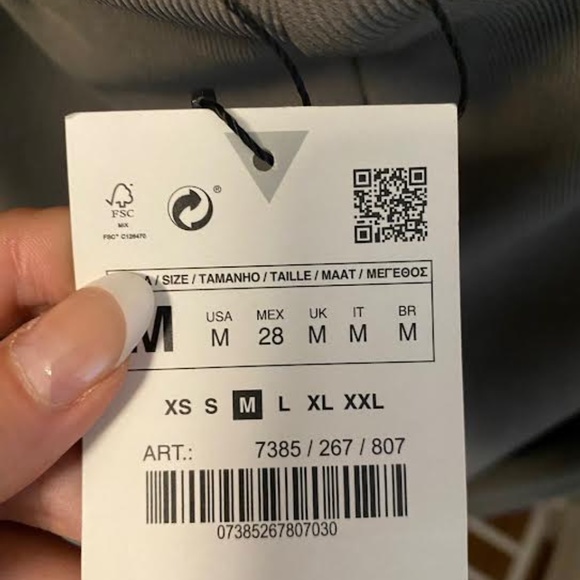 FSC
MIX
FSC® C128470
®
/ SIZE / TAMANHO / TAILLE / MAAT / ΜΕΓΕΘΟΣ
M
USA MEX UK IT BR
M 28 M M M
XS S M L XL XXL
ART.: 7385 / 267 / 807
07385267807030